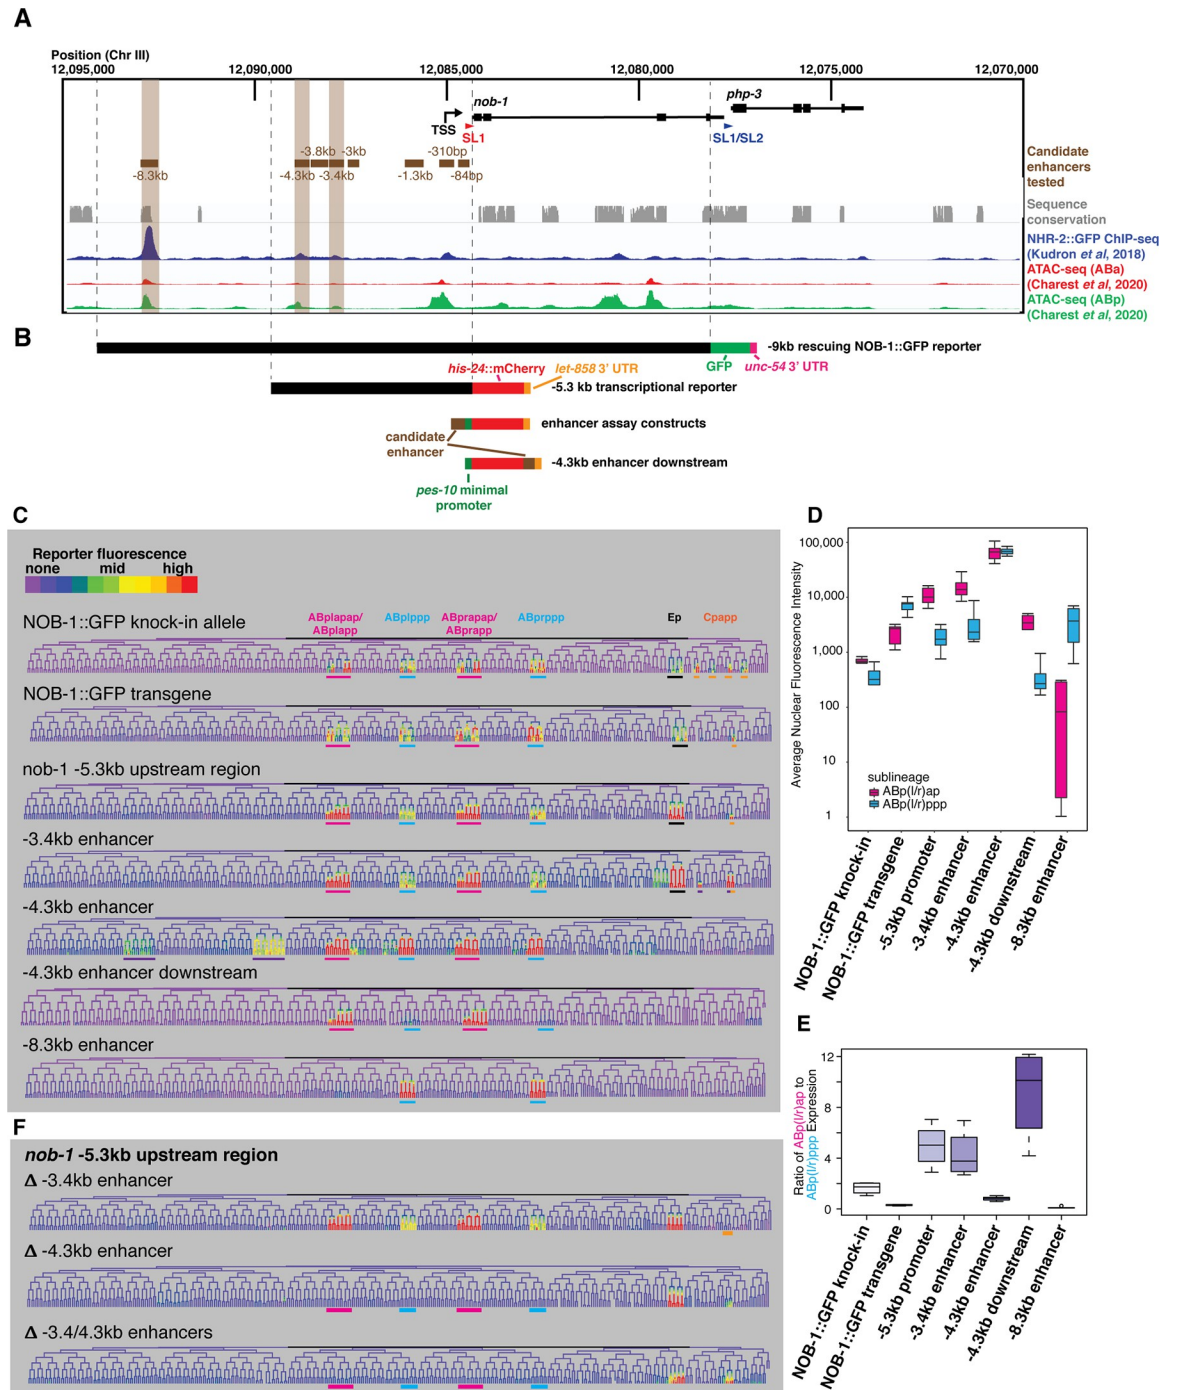 A
Position (Chr III)
12,095,000 12,090,000 12,085,000 12,080,000 12,075,000 12,070,000
nob-1
php-3
TSS
SL1
SL1/SL2
-8.3kb
-4.3kb
-3.8kb
-3.4kb
-3kb
-1.3kb
-310bp
-84bp
Candidate
enhancers
tested
Sequence
conservation
NHR-2::GFP ChIP-seq
(Kudron et al, 2018)
ATAC-seq (ABa)
(Charest et al, 2020)
ATAC-seq (ABp)
(Charest et al, 2020)
B
-9kb rescuing NOB-1::GFP reporter
GFP
unc-54 3' UTR
his-24::mCherry
let-858 3' UTR
-5.3 kb transcriptional reporter
enhancer assay constructs
candidate
enhancer
-4.3kb enhancer downstream
pes-10 minimal
promoter
C
Reporter fluorescence
none mid high
NOB-1::GFP knock-in allele
ABplapap/
ABplapp
ABplppp
ABprapap/
ABprapp
ABprppp
Ep
Cpapp
NOB-1::GFP transgene
nob-1 -5.3kb upstream region
-3.4kb enhancer
-4.3kb enhancer
-4.3kb enhancer downstream
-8.3kb enhancer
D
Average Nuclear Fluorescence Intensity
100,000
10,000
1,000
100
10
1
sublineage
ABp(l/r)ap
ABp(l/r)ppp
NOB-1::GFP knock-in
NOB-1::GFP transgene
-5.3kb promoter
-3.4kb enhancer
-4.3kb enhancer
-4.3kb downstream
-8.3kb enhancer
E
Ratio of ABp(l/r)ap to
ABp(l/r)ppp Expression
12
8
4
0
NOB-1::GFP knock-in
NOB-1::GFP transgene
-5.3kb promoter
-3.4kb enhancer
-4.3kb enhancer
-4.3kb downstream
-8.3kb enhancer
F
nob-1 -5.3kb upstream region
Δ -3.4kb enhancer
Δ -4.3kb enhancer
Δ -3.4/4.3kb enhancers